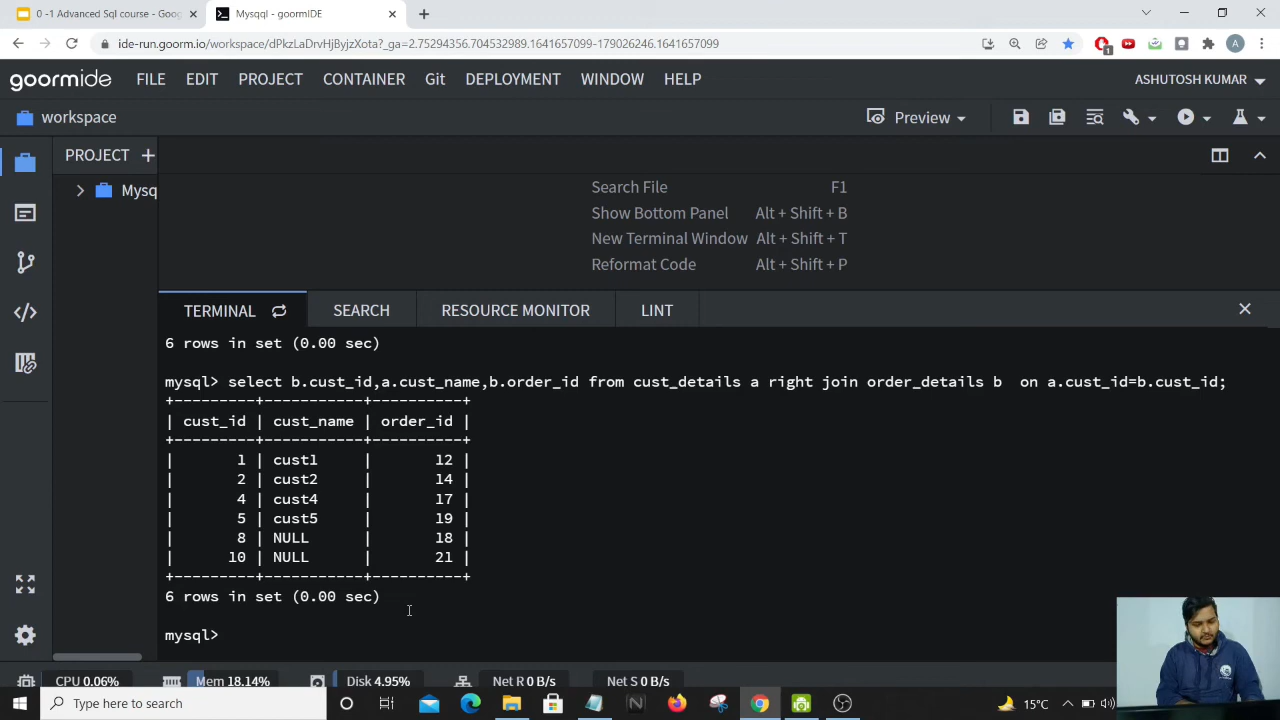 0 -1 Advanced Sql course - Goog
Mysqql - goormIDE
ide-run.goorm.io/workspace/dPkzLaDrvHjByjzXota?_ga=2.75294356.704532589.1641657099-179026246.1641657099
A
1
goormide
FILE EDIT PROJECT CONTAINER Git DEPLOYMENT WINDOW HELP
ASHUTOSH KUMAR
workspace
Preview
PROJECT
Mysq
Search File F1
Show Bottom Panel Alt + Shift + B
New Terminal Window Alt + Shift + T
Reformat Code Alt + Shift + P
TERMINAL SEARCH RESOURCE MONITOR LINT
6 rows in set (0.00 sec)
mysql> select b.cust_id,a.cust_name,b.order_id from cust_details a right join order_details b  on a.cust_id=b.cust_id;
+---------+-----------+----------+
| cust_id | cust_name | order_id |
+---------+-----------+----------+
|       1 | cust1     |       12 |
|       2 | cust2     |       14 |
|       4 | cust4     |       17 |
|       5 | cust5     |       19 |
|       8 | NULL      |       18 |
|      10 | NULL      |       21 |
+---------+-----------+----------+
6 rows in set (0.00 sec)
mysql>
CPU 0.06% Mem 18.14% Disk 4.95% Net R 0 B/s Net S 0 B/s
Type here to search
15°C